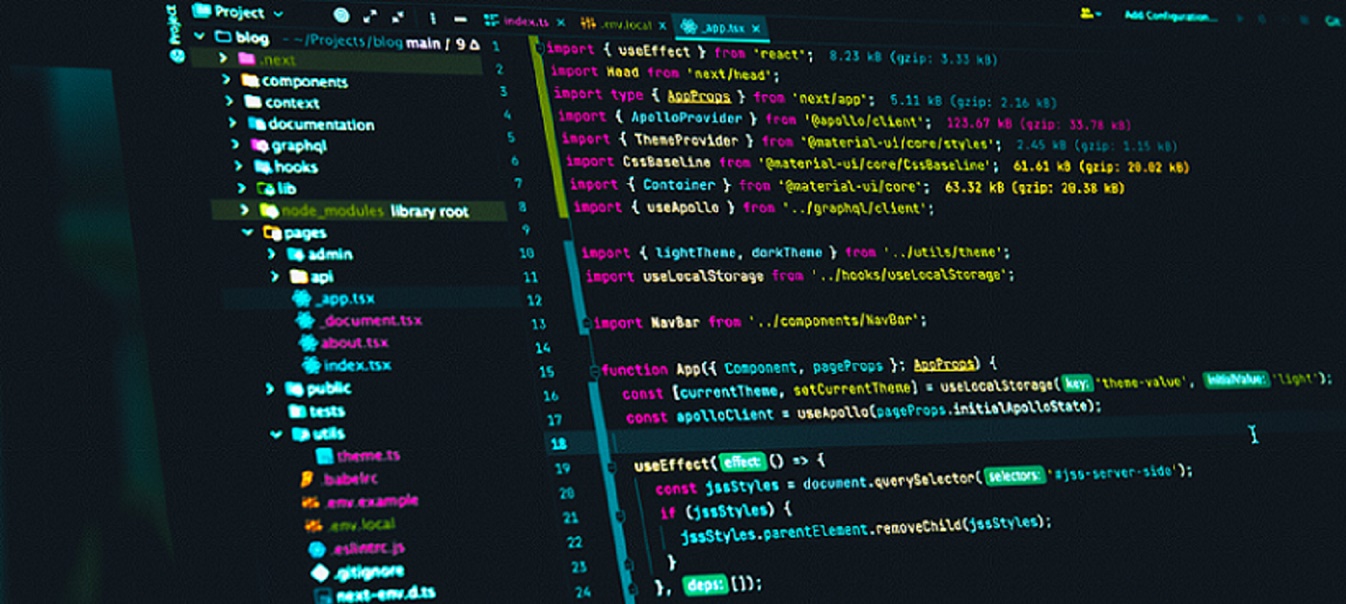 Project
Project
index.ts
.env.local
_app.tsx
Add Configuration...
Git
blog ~/Projects/blog main / 9 Δ
.next
components
context
documentation
graphql
hooks
lib
node_modules library root
pages
admin
api
_app.tsx
_document.tsx
about.tsx
index.tsx
public
tests
utils
theme.ts
.babelrc
.env.example
.env.local
.eslintrc.js
.gitignore
next-env.d.ts
1 import { useEffect } from 'react'; 8.23 kB (gzip: 3.33 kB)
2 import Head from 'next/head';
3 import type { AppProps } from 'next/app'; 5.11 kB (gzip: 2.16 kB)
4 import { ApolloProvider } from '@apollo/client'; 123.67 kB (gzip: 33.78 kB)
5 import { ThemeProvider } from '@material-ui/core/styles'; 2.45 kB (gzip: 1.15 kB)
6 import CssBaseline from '@material-ui/core/CssBaseline'; 61.61 kB (gzip: 20.02 kB)
7 import { Container } from '@material-ui/core'; 63.32 kB (gzip: 20.38 kB)
8 import { useApollo } from '../graphql/client';
9
10 import { lightTheme, darkTheme } from '../utils/theme';
11 import useLocalStorage from '../hooks/useLocalStorage';
12
13 import NavBar from '../components/NavBar';
14
15 function App({ Component, pageProps }: AppProps) {
16 const [currentTheme, setCurrentTheme] = useLocalStorage( key: 'theme-value', initialValue: 'light');
17 const apolloClient = useApollo(pageProps.initialApolloState);
18
19 useEffect( effect: () => {
20 const jssStyles = document.querySelector( selectors: '#jss-server-side');
21 if (jssStyles) {
22 jssStyles.parentElement.removeChild(jssStyles);
23 }
24 }, deps: []);